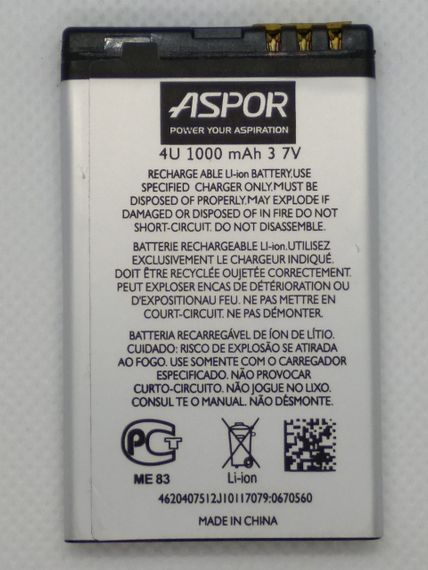 ASPOR
POWER YOUR ASPIRATION
4U 1000 mAh 3 7V
RECHARGE ABLE LI-ion BATTERY.USE
SPECIFIED CHARGER ONLY.MUST BE
DISPOSED OF PROPERLY.MAY EXPLODE IF
DAMAGED OR DISPOSED OF IN FIRE DO NOT
SHORT-CIRCUIT. DO NOT DISASSEMBLE.
BATTERIE RECHARGEABLE LI-ion.UTILISEZ
EXCLUSIVEMENT LE CHARGEUR INDIQUÉ.
DOIT ÊTRE RECYCLÉE OUJETÉE CORRECTEMENT.
PEUT EXPLOSER ENCAS DE DÉTÉRIORATION OU
D'EXPOSITIONAU FEU. NE PAS METTRE EN
COURT-CIRCUIT. NE PAS DÉMONTER.
BATTERIA RECARREGÁVEL DE ÍON DE LÍTIO.
CUIDADO: RISCO DE EXPLOSÃO SE ATIRADA
AO FOGO. USE SOMENTE COM O CARREGADOR
ESPECIFICADO. NÃO PROVOCAR
CURTO-CIRCUITO. NÃO JOGUE NO LIXO.
CONSULTE O MANUAL. NÃO DESMONTE.
РСТ
ME 83
Li-ion
4620407512J10117079:0670560
MADE IN CHINA